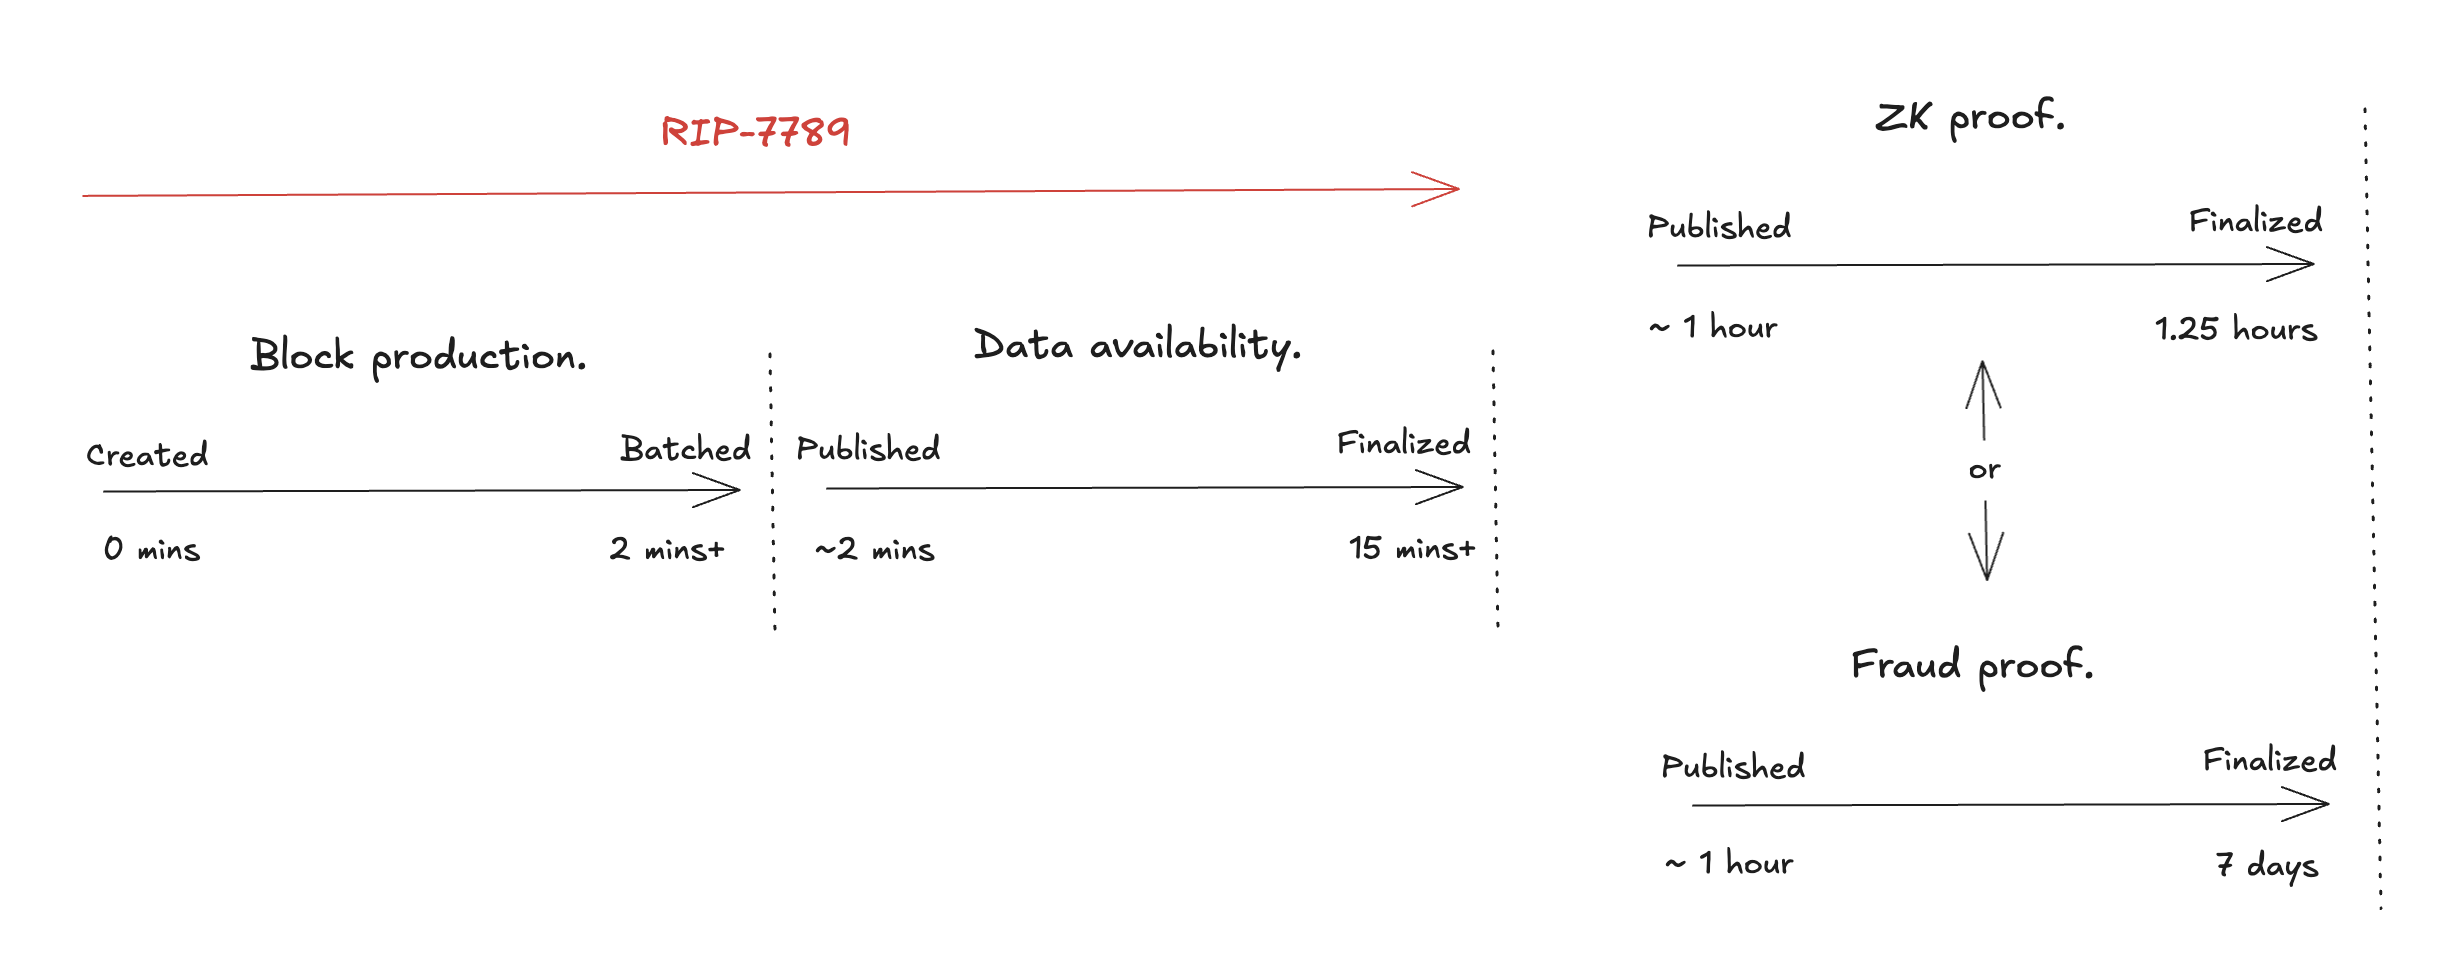 RIP-7789
Block production.
Created
Batched
0 mins
2 mins+
Data availability.
Published
Finalized
~2 mins
15 mins+
ZK proof.
Published
Finalized
~ 1 hour
1.25 hours
or
Fraud proof.
Published
Finalized
~ 1 hour
7 days